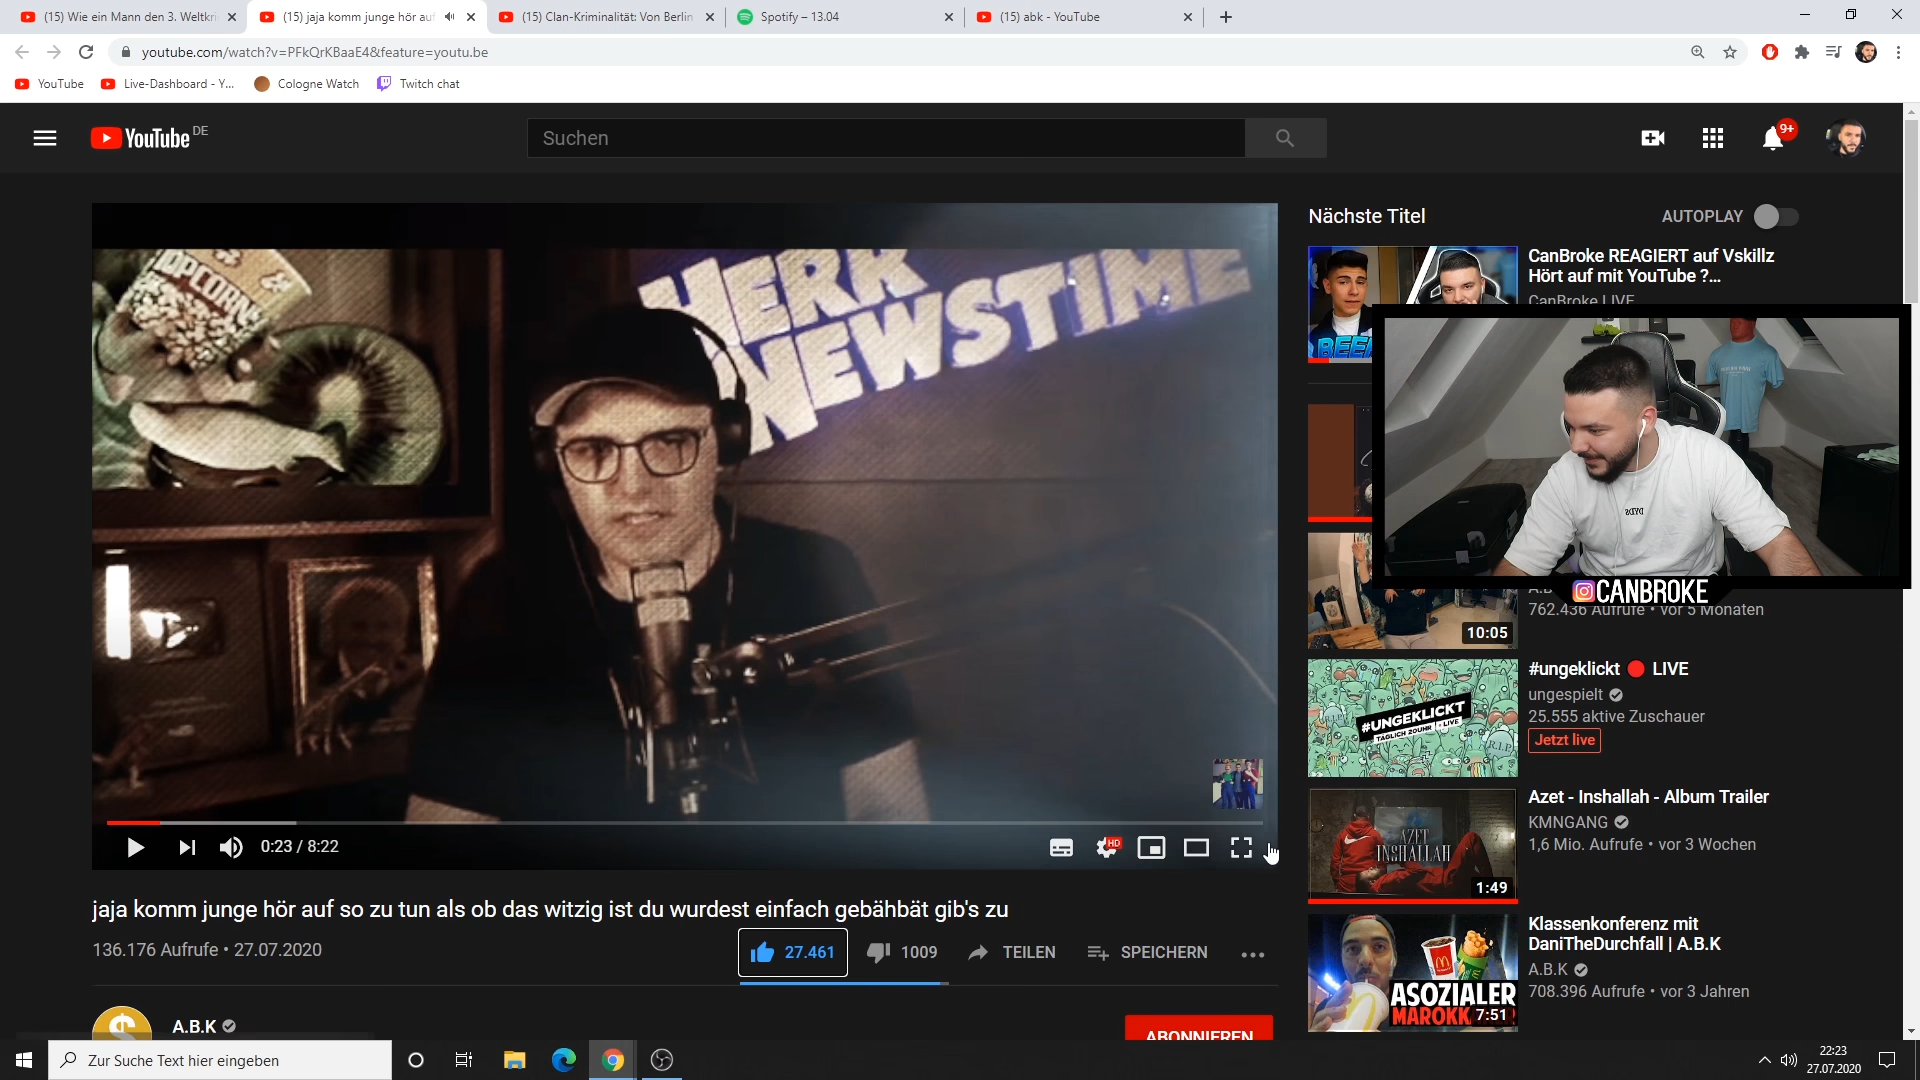 (15) Wie ein Mann den 3. Weltkri
(15) jaja komm junge hör auf
(15) Clan-Kriminalität: Von Berlin
Spotify – 13.04
(15) abk - YouTube
youtube.com/watch?v=PFkQrKBaaE4&feature=youtu.be
YouTube
Live-Dashboard - Y...
Cologne Watch
Twitch chat
YouTube DE
Suchen
9+
HERR
NEWSTIME
POPCORN
0:23 / 8:22
HD
jaja komm junge hör auf so zu tun als ob das witzig ist du wurdest einfach gebähbät gib's zu
136.176 Aufrufe • 27.07.2020
27.461
1009
TEILEN
SPEICHERN
A.B.K
ABONNIEREN
Nächste Titel
AUTOPLAY
CanBroke REAGIERT auf Vskillz
Hört auf mit YouTube ?...
CanBroke LIVE
DYDS
CANBROKE
A.B.K
762.436 Aufrufe • vor 5 Monaten
10:05
#ungeklickt 🔴 LIVE
ungespielt
25.555 aktive Zuschauer
Jetzt live
#UNGEKLICKT
TÄGLICH 20UHR LIVE
R.I.P.
Azet - Inshallah - Album Trailer
KMNGANG
1,6 Mio. Aufrufe • vor 3 Wochen
AZET
INSHALLAH
1:49
Klassenkonferenz mit
DaniTheDurchfall | A.B.K
A.B.K
708.396 Aufrufe • vor 3 Jahren
ASOZIALER
MAROKK
7:51
Zur Suche Text hier eingeben
22:23
27.07.2020